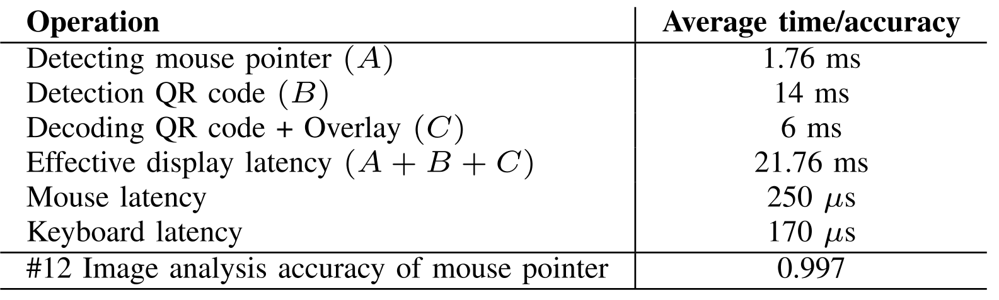 Operation Average time/accuracy
Detecting mouse pointer (A) 1.76 ms
Detection QR code (B) 14 ms
Decoding QR code + Overlay (C) 6 ms
Effective display latency (A + B + C) 21.76 ms
Mouse latency 250 μs
Keyboard latency 170 μs
#12 Image analysis accuracy of mouse pointer 0.997